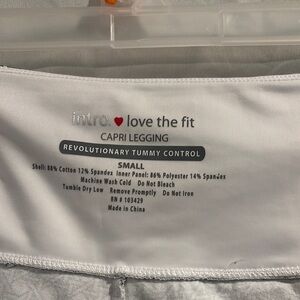 intro. love the fit
CAPRI LEGGING
REVOLUTIONARY TUMMY CONTROL
SMALL
Shell: 88% Cotton 12% Spandex Inner Panel: 86% Polyester 14% Spandex
Machine Wash Cold Do Not Bleach
Tumble Dry Low Remove Promptly Do Not Iron
RN # 103429
Made in China